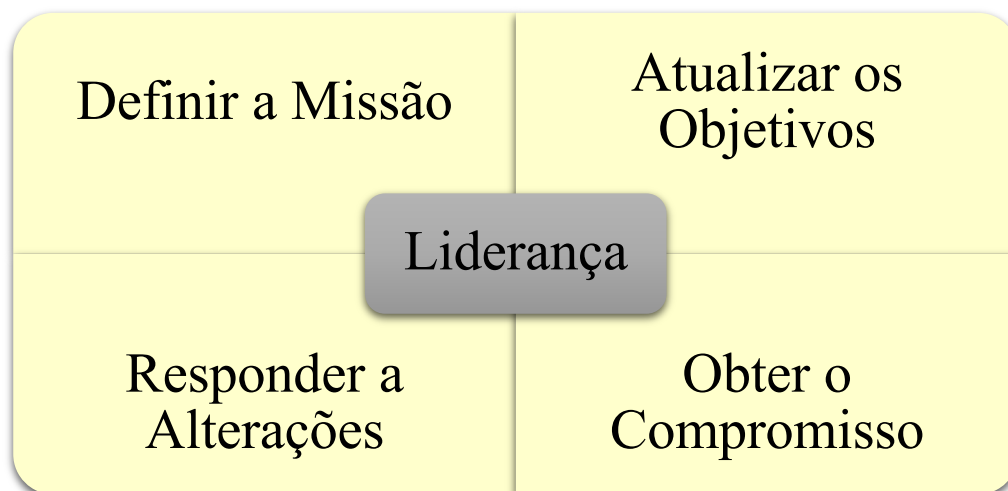 Definir a Missão
Atualizar os
Objetivos
Liderança
Responder a
Alterações
Obter o
Compromisso